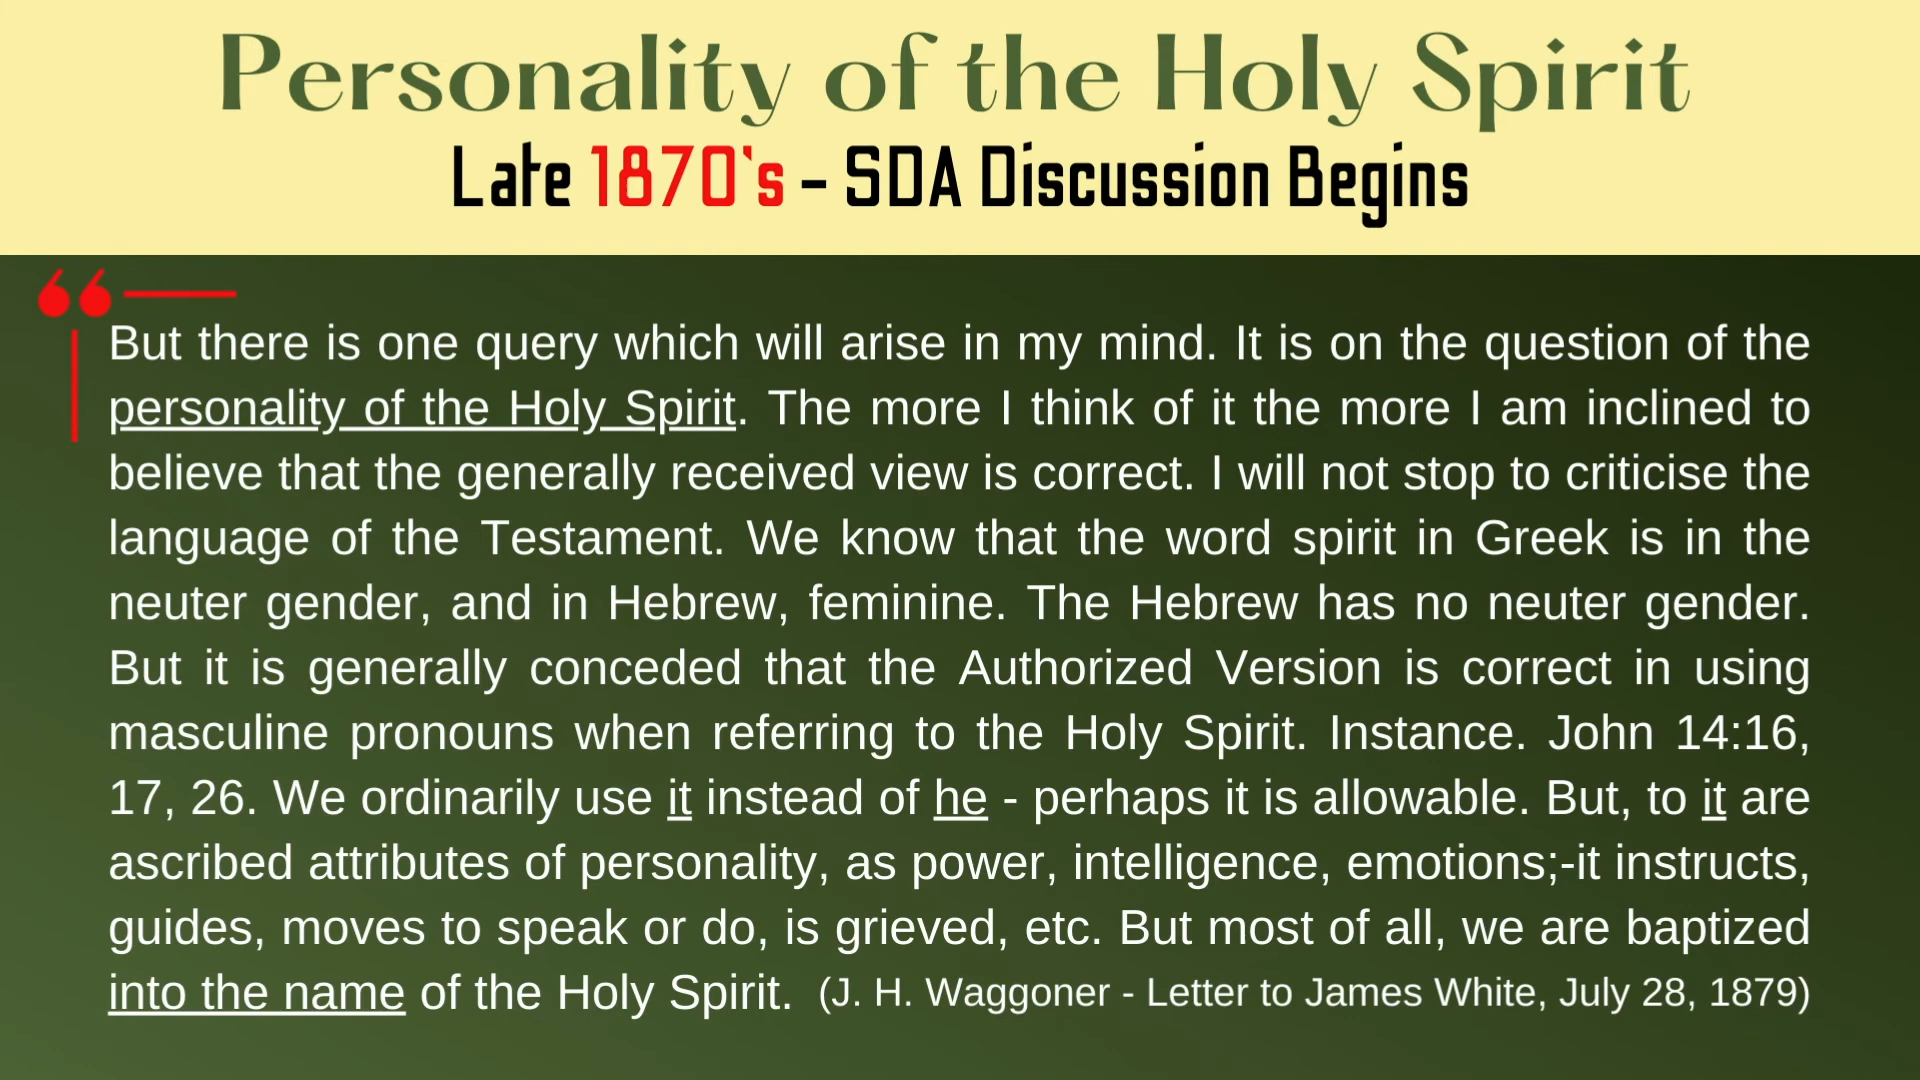 Personality of the Holy Spirit
Late 1870's - SDA Discussion Begins
“
But there is one query which will arise in my mind. It is on the question of the
personality of the Holy Spirit. The more I think of it the more I am inclined to
believe that the generally received view is correct. I will not stop to criticise the
language of the Testament. We know that the word spirit in Greek is in the
neuter gender, and in Hebrew, feminine. The Hebrew has no neuter gender.
But it is generally conceded that the Authorized Version is correct in using
masculine pronouns when referring to the Holy Spirit. Instance. John 14:16,
17, 26. We ordinarily use it instead of he - perhaps it is allowable. But, to it are
ascribed attributes of personality, as power, intelligence, emotions;-it instructs,
guides, moves to speak or do, is grieved, etc. But most of all, we are baptized
into the name of the Holy Spirit. (J. H. Waggoner - Letter to James White, July 28, 1879)